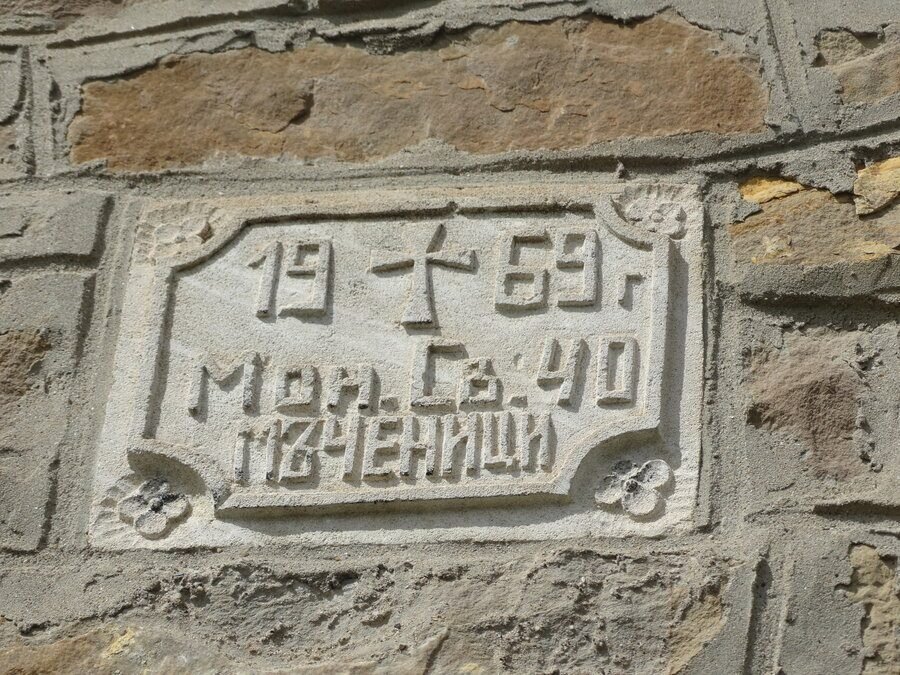 19 69 г
Мон. Св. 40
мъченици